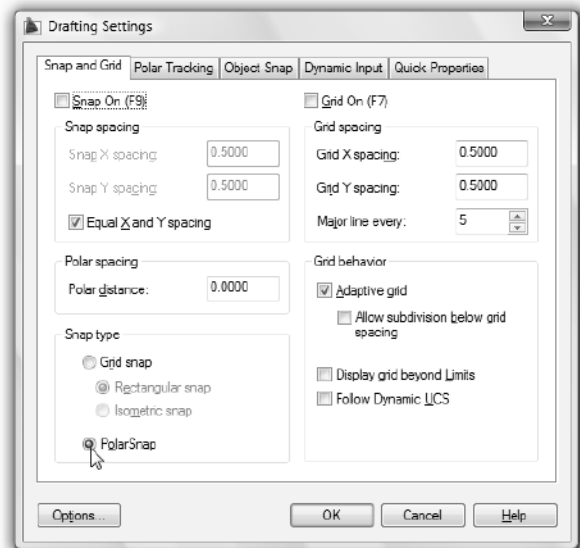 Drafting Settings
x
Snap and Grid Polar Tracking Object Snap Dynamic Input Quick Properties
Snap On (F9)
Snap spacing
Snap X spacing: 0.5000
Snap Y spacing: 0.5000
Equal X and Y spacing
Polar spacing
Polar distance: 0.0000
Snap type
Grid snap
Rectangular snap
Isometric snap
PolarSnap
Grid On (F7)
Grid spacing
Grid X spacing: 0.5000
Grid Y spacing: 0.5000
Major line every: 5
Grid behavior
Adaptive grid
Allow subdivision below grid
spacing
Display grid beyond Limits
Follow Dynamic UCS
Options... OK Cancel Help